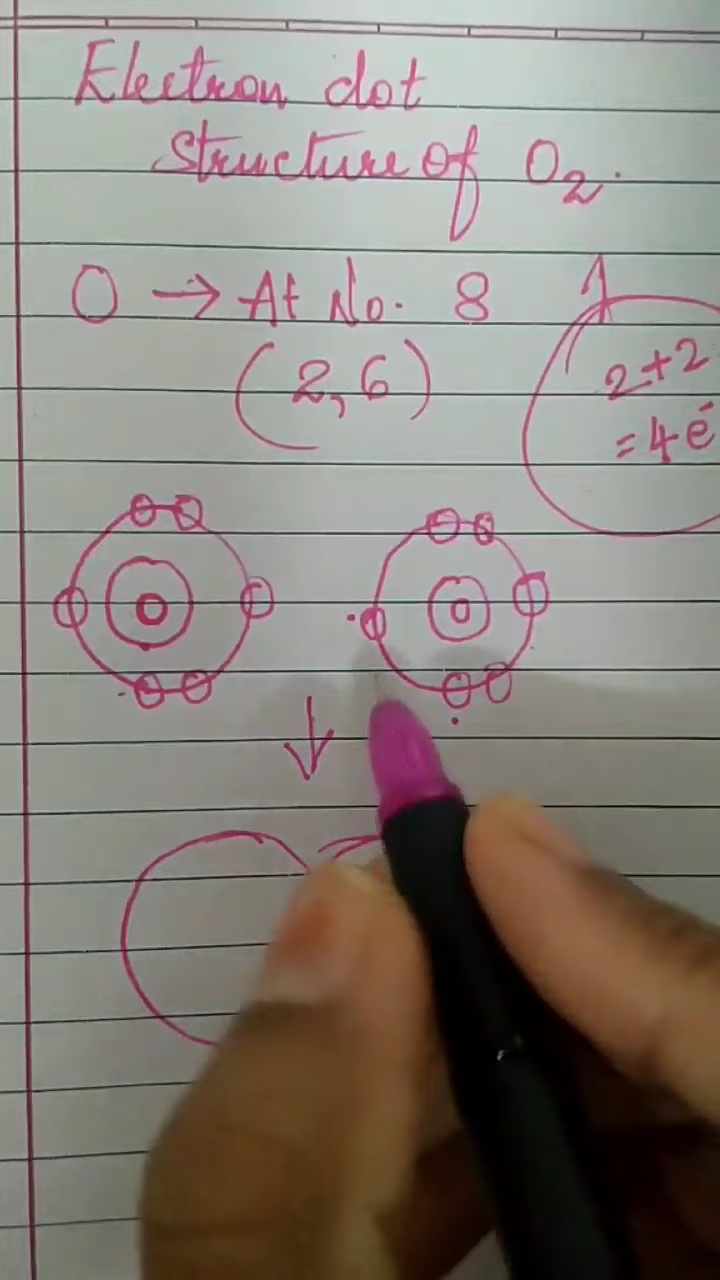 Electron dot
structure of O₂.
O → At No. 8
(2,6)
2+2
=4e⁻